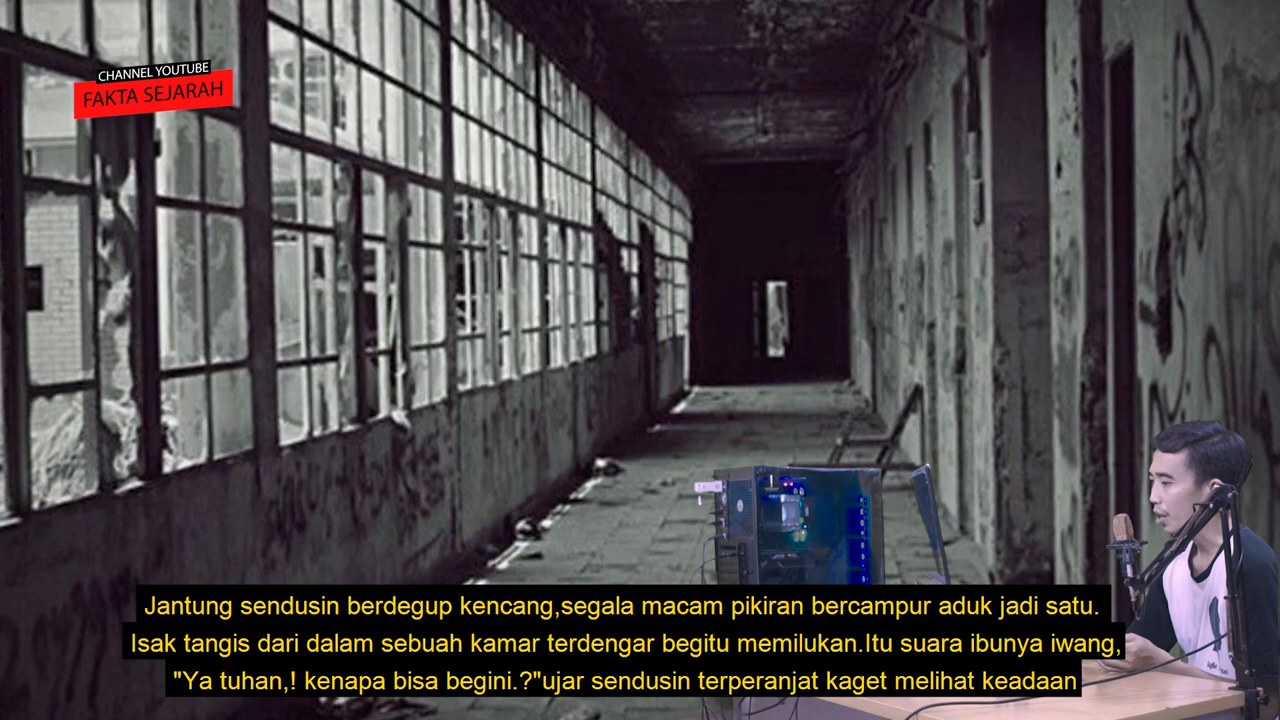 CHANNEL YOUTUBE
FAKTA SEJARAH
Jantung sendusin berdegup kencang,segala macam pikiran bercampur aduk jadi satu.
Isak tangis dari dalam sebuah kamar terdengar begitu memilukan.Itu suara ibunya iwang,
"Ya tuhan,! kenapa bisa begini.?"ujar sendusin terperanjat kaget melihat keadaan